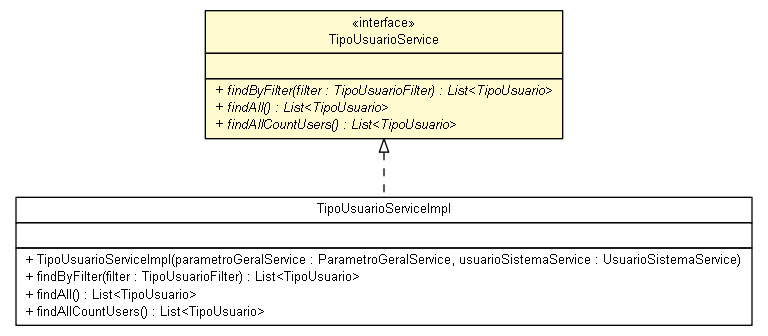 «interface»
TipoUsuarioService
+ findByFilter(filter : TipoUsuarioFilter) : List<TipoUsuario>
+ findAll() : List<TipoUsuario>
+ findAllCountUsers() : List<TipoUsuario>
TipoUsuarioServiceImpl
+ TipoUsuarioServiceImpl(parametroGeralService : ParametroGeralService, usuarioSistemaService : UsuarioSistemaService)
+ findByFilter(filter : TipoUsuarioFilter) : List<TipoUsuario>
+ findAll() : List<TipoUsuario>
+ findAllCountUsers() : List<TipoUsuario>